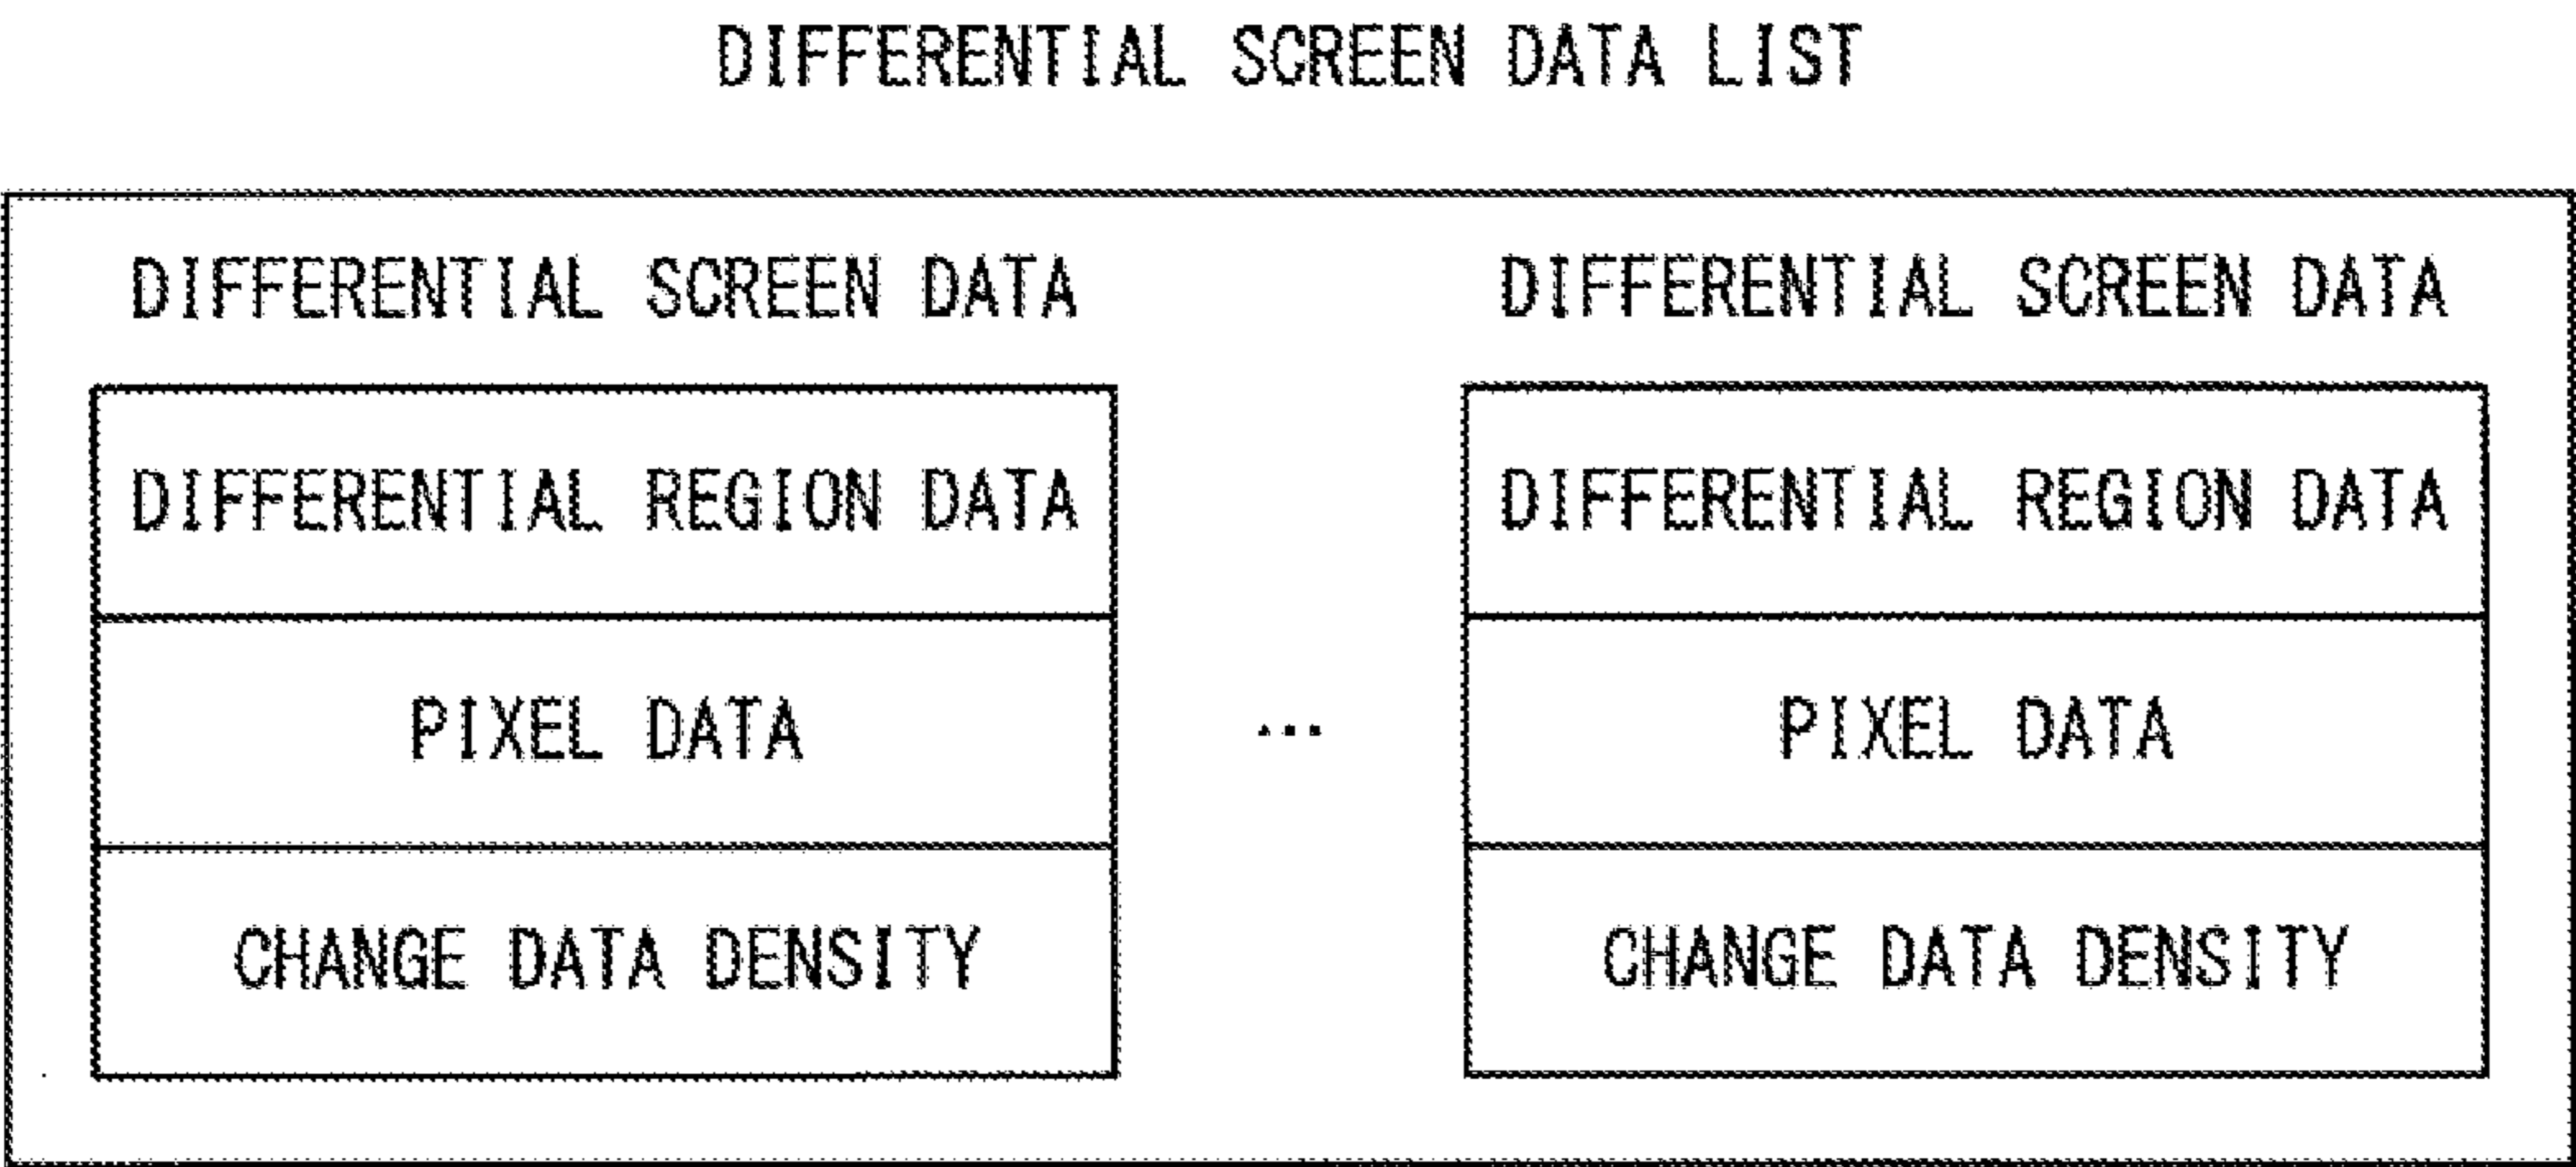 DIFFERENTIAL SCREEN DATA LIST
DIFFERENTIAL SCREEN DATA
DIFFERENTIAL REGION DATA
PIXEL DATA
CHANGE DATA DENSITY
...
DIFFERENTIAL SCREEN DATA
DIFFERENTIAL REGION DATA
PIXEL DATA
CHANGE DATA DENSITY